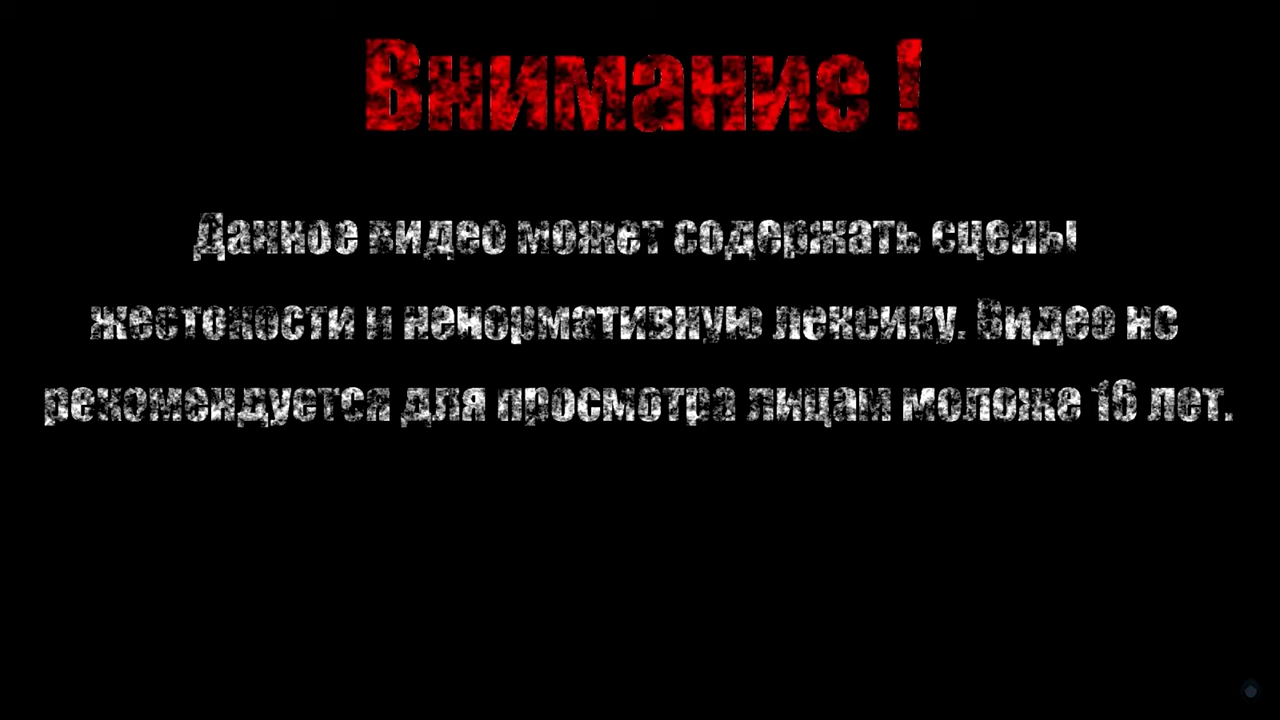 Внимание !
Данное видео может содержать сцены
жестокости и ненормативную лексику. Видео не
рекомендуется для просмотра лицам моложе 16 лет.